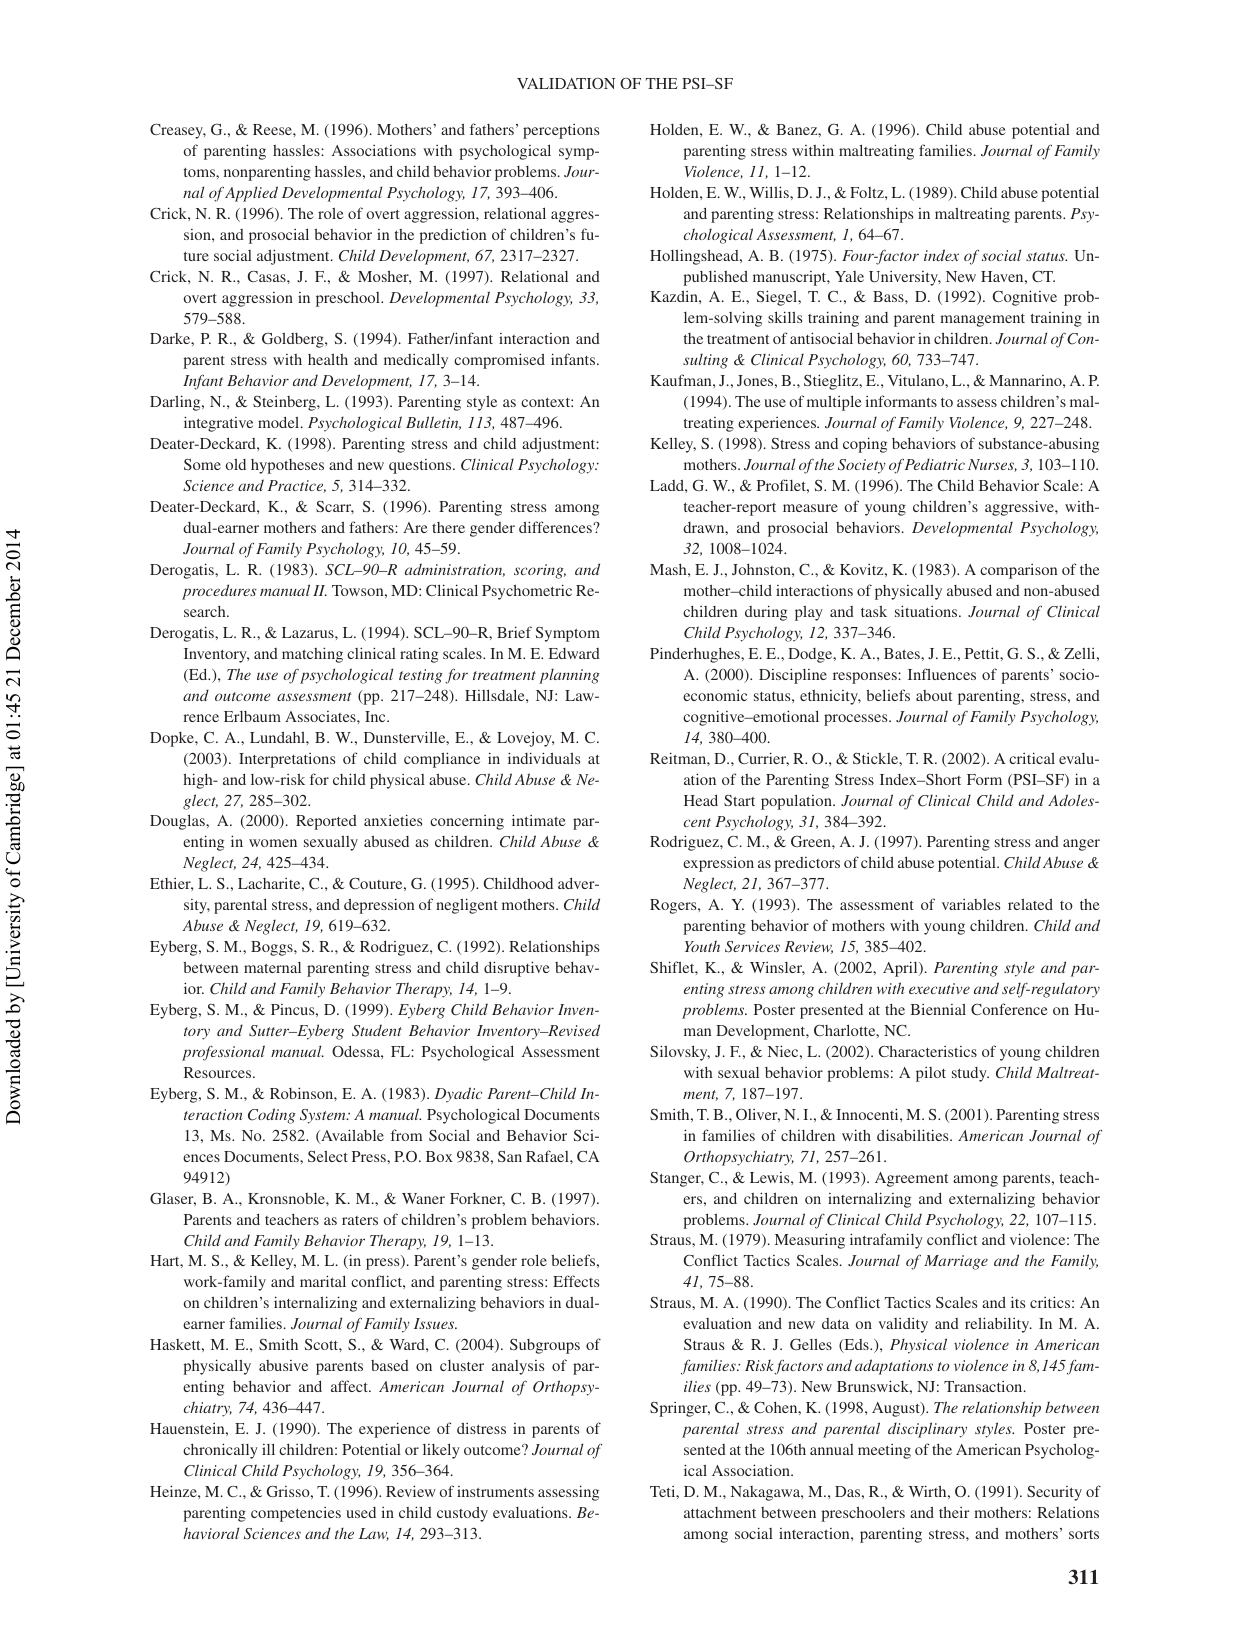 VALIDATION OF THE PSI–SF
Creasey, G., & Reese, M. (1996). Mothers’ and fathers’ perceptions
of parenting hassles: Associations with psychological symp-
toms, nonparenting hassles, and child behavior problems. Jour-
nal of Applied Developmental Psychology, 17, 393–406.
Crick, N. R. (1996). The role of overt aggression, relational aggres-
sion, and prosocial behavior in the prediction of children’s fu-
ture social adjustment. Child Development, 67, 2317–2327.
Crick, N. R., Casas, J. F., & Mosher, M. (1997). Relational and
overt aggression in preschool. Developmental Psychology, 33,
579–588.
Darke, P. R., & Goldberg, S. (1994). Father/infant interaction and
parent stress with health and medically compromised infants.
Infant Behavior and Development, 17, 3–14.
Darling, N., & Steinberg, L. (1993). Parenting style as context: An
integrative model. Psychological Bulletin, 113, 487–496.
Deater-Deckard, K. (1998). Parenting stress and child adjustment:
Some old hypotheses and new questions. Clinical Psychology:
Science and Practice, 5, 314–332.
Deater-Deckard, K., & Scarr, S. (1996). Parenting stress among
dual-earner mothers and fathers: Are there gender differences?
Journal of Family Psychology, 10, 45–59.
Derogatis, L. R. (1983). SCL–90–R administration, scoring, and
procedures manual II. Towson, MD: Clinical Psychometric Re-
search.
Derogatis, L. R., & Lazarus, L. (1994). SCL–90–R, Brief Symptom
Inventory, and matching clinical rating scales. In M. E. Edward
(Ed.), The use of psychological testing for treatment planning
and outcome assessment (pp. 217–248). Hillsdale, NJ: Law-
rence Erlbaum Associates, Inc.
Dopke, C. A., Lundahl, B. W., Dunsterville, E., & Lovejoy, M. C.
(2003). Interpretations of child compliance in individuals at
high- and low-risk for child physical abuse. Child Abuse & Ne-
glect, 27, 285–302.
Douglas, A. (2000). Reported anxieties concerning intimate par-
enting in women sexually abused as children. Child Abuse &
Neglect, 24, 425–434.
Ethier, L. S., Lacharite, C., & Couture, G. (1995). Childhood adver-
sity, parental stress, and depression of negligent mothers. Child
Abuse & Neglect, 19, 619–632.
Eyberg, S. M., Boggs, S. R., & Rodriguez, C. (1992). Relationships
between maternal parenting stress and child disruptive behav-
ior. Child and Family Behavior Therapy, 14, 1–9.
Eyberg, S. M., & Pincus, D. (1999). Eyberg Child Behavior Inven-
tory and Sutter–Eyberg Student Behavior Inventory–Revised
professional manual. Odessa, FL: Psychological Assessment
Resources.
Eyberg, S. M., & Robinson, E. A. (1983). Dyadic Parent–Child In-
teraction Coding System: A manual. Psychological Documents
13, Ms. No. 2582. (Available from Social and Behavior Sci-
ences Documents, Select Press, P.O. Box 9838, San Rafael, CA
94912)
Glaser, B. A., Kronsnoble, K. M., & Waner Forkner, C. B. (1997).
Parents and teachers as raters of children’s problem behaviors.
Child and Family Behavior Therapy, 19, 1–13.
Hart, M. S., & Kelley, M. L. (in press). Parent’s gender role beliefs,
work-family and marital conflict, and parenting stress: Effects
on children’s internalizing and externalizing behaviors in dual-
earner families. Journal of Family Issues.
Haskett, M. E., Smith Scott, S., & Ward, C. (2004). Subgroups of
physically abusive parents based on cluster analysis of par-
enting behavior and affect. American Journal of Orthopsy-
chiatry, 74, 436–447.
Hauenstein, E. J. (1990). The experience of distress in parents of
chronically ill children: Potential or likely outcome? Journal of
Clinical Child Psychology, 19, 356–364.
Heinze, M. C., & Grisso, T. (1996). Review of instruments assessing
parenting competencies used in child custody evaluations. Be-
havioral Sciences and the Law, 14, 293–313.
Holden, E. W., & Banez, G. A. (1996). Child abuse potential and
parenting stress within maltreating families. Journal of Family
Violence, 11, 1–12.
Holden, E. W., Willis, D. J., & Foltz, L. (1989). Child abuse potential
and parenting stress: Relationships in maltreating parents. Psy-
chological Assessment, 1, 64–67.
Hollingshead, A. B. (1975). Four-factor index of social status. Un-
published manuscript, Yale University, New Haven, CT.
Kazdin, A. E., Siegel, T. C., & Bass, D. (1992). Cognitive prob-
lem-solving skills training and parent management training in
the treatment of antisocial behavior in children. Journal of Con-
sulting & Clinical Psychology, 60, 733–747.
Kaufman, J., Jones, B., Stieglitz, E., Vitulano, L., & Mannarino, A. P.
(1994). The use of multiple informants to assess children’s mal-
treating experiences. Journal of Family Violence, 9, 227–248.
Kelley, S. (1998). Stress and coping behaviors of substance-abusing
mothers. Journal of the Society of Pediatric Nurses, 3, 103–110.
Ladd, G. W., & Profilet, S. M. (1996). The Child Behavior Scale: A
teacher-report measure of young children’s aggressive, with-
drawn, and prosocial behaviors. Developmental Psychology,
32, 1008–1024.
Mash, E. J., Johnston, C., & Kovitz, K. (1983). A comparison of the
mother–child interactions of physically abused and non-abused
children during play and task situations. Journal of Clinical
Child Psychology, 12, 337–346.
Pinderhughes, E. E., Dodge, K. A., Bates, J. E., Pettit, G. S., & Zelli,
A. (2000). Discipline responses: Influences of parents’ socio-
economic status, ethnicity, beliefs about parenting, stress, and
cognitive–emotional processes. Journal of Family Psychology,
14, 380–400.
Reitman, D., Currier, R. O., & Stickle, T. R. (2002). A critical evalu-
ation of the Parenting Stress Index–Short Form (PSI–SF) in a
Head Start population. Journal of Clinical Child and Adoles-
cent Psychology, 31, 384–392.
Rodriguez, C. M., & Green, A. J. (1997). Parenting stress and anger
expression as predictors of child abuse potential. Child Abuse &
Neglect, 21, 367–377.
Rogers, A. Y. (1993). The assessment of variables related to the
parenting behavior of mothers with young children. Child and
Youth Services Review, 15, 385–402.
Shiflet, K., & Winsler, A. (2002, April). Parenting style and par-
enting stress among children with executive and self-regulatory
problems. Poster presented at the Biennial Conference on Hu-
man Development, Charlotte, NC.
Silovsky, J. F., & Niec, L. (2002). Characteristics of young children
with sexual behavior problems: A pilot study. Child Maltreat-
ment, 7, 187–197.
Smith, T. B., Oliver, N. I., & Innocenti, M. S. (2001). Parenting stress
in families of children with disabilities. American Journal of
Orthopsychiatry, 71, 257–261.
Stanger, C., & Lewis, M. (1993). Agreement among parents, teach-
ers, and children on internalizing and externalizing behavior
problems. Journal of Clinical Child Psychology, 22, 107–115.
Straus, M. (1979). Measuring intrafamily conflict and violence: The
Conflict Tactics Scales. Journal of Marriage and the Family,
41, 75–88.
Straus, M. A. (1990). The Conflict Tactics Scales and its critics: An
evaluation and new data on validity and reliability. In M. A.
Straus & R. J. Gelles (Eds.), Physical violence in American
families: Risk factors and adaptations to violence in 8,145 fam-
ilies (pp. 49–73). New Brunswick, NJ: Transaction.
Springer, C., & Cohen, K. (1998, August). The relationship between
parental stress and parental disciplinary styles. Poster pre-
sented at the 106th annual meeting of the American Psycholog-
ical Association.
Teti, D. M., Nakagawa, M., Das, R., & Wirth, O. (1991). Security of
attachment between preschoolers and their mothers: Relations
among social interaction, parenting stress, and mothers’ sorts
311
Downloaded by [University of Cambridge] at 01:45 21 December 2014